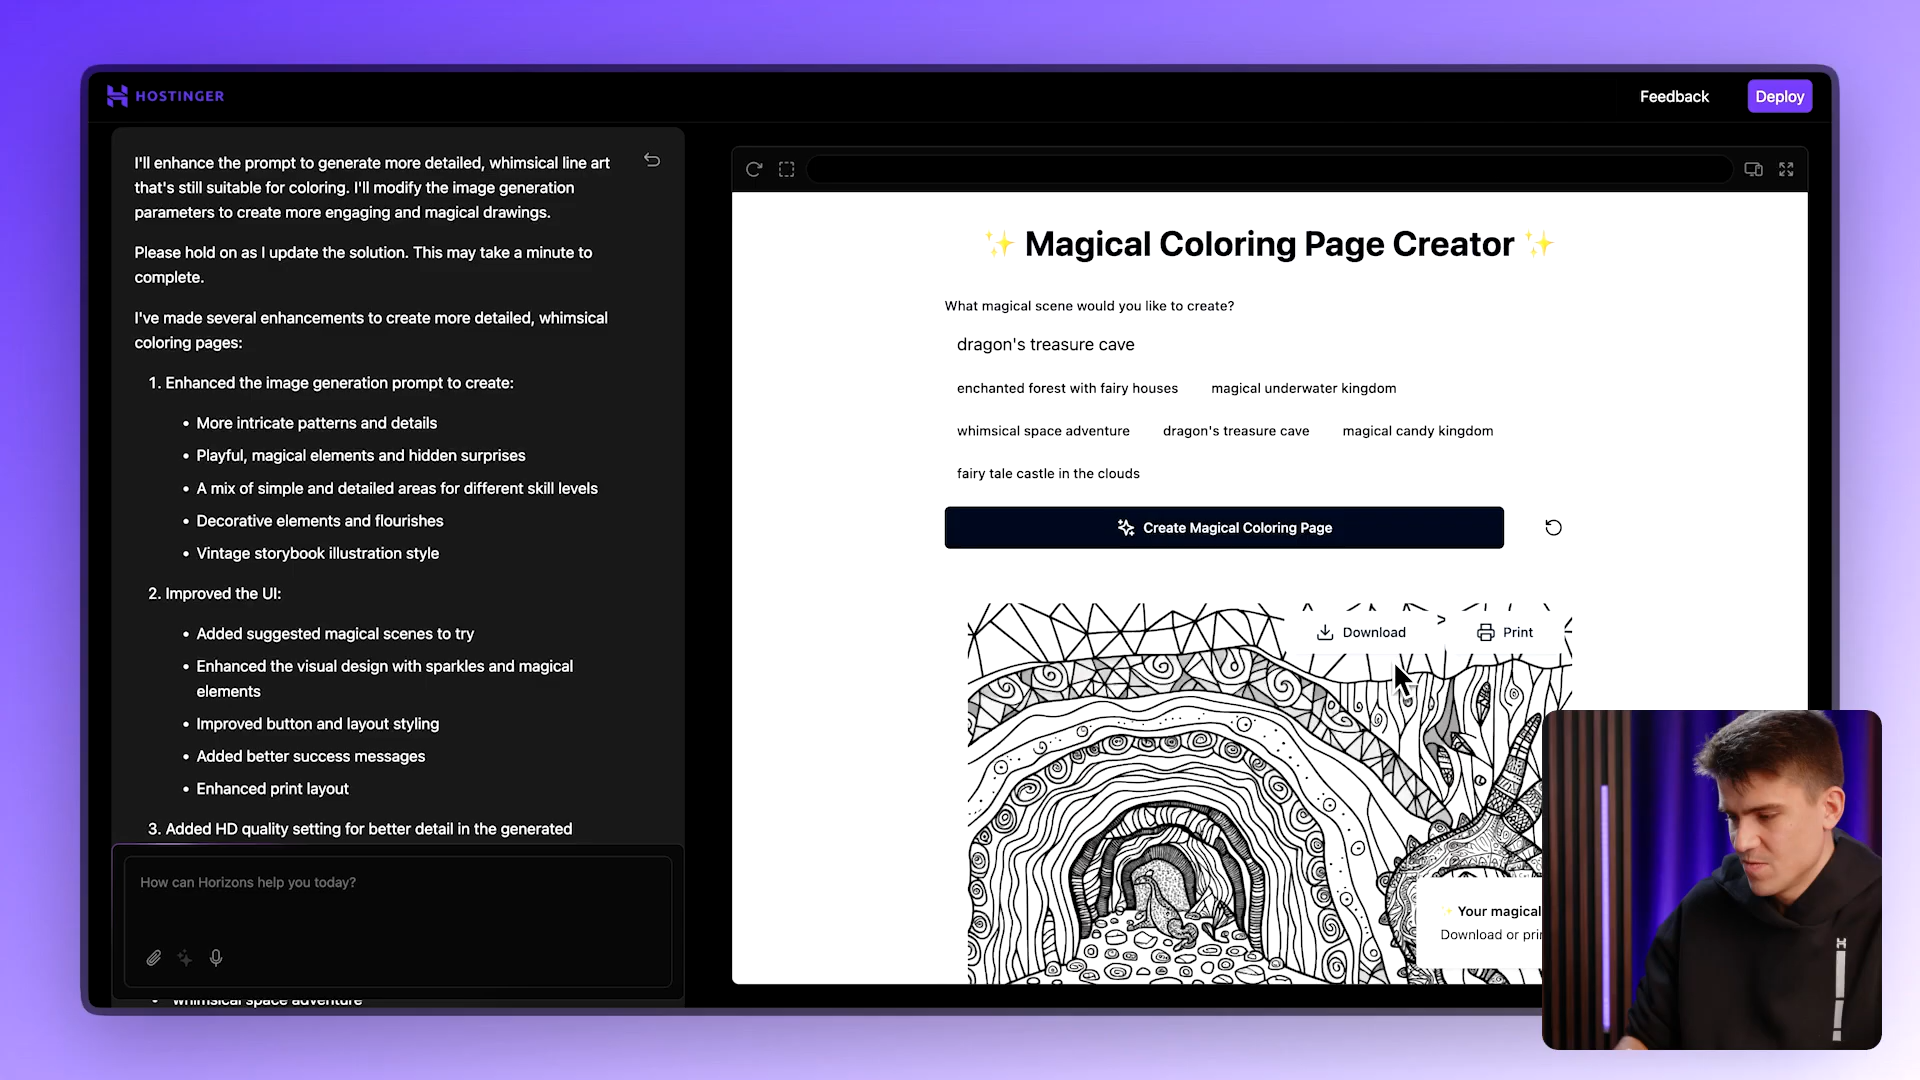 HOSTINGER
Feedback
Deploy
I'll enhance the prompt to generate more detailed, whimsical line art
that's still suitable for coloring. I'll modify the image generation
parameters to create more engaging and magical drawings.
Please hold on as I update the solution. This may take a minute to
complete.
I've made several enhancements to create more detailed, whimsical
coloring pages:
1. Enhanced the image generation prompt to create:
• More intricate patterns and details
• Playful, magical elements and hidden surprises
• A mix of simple and detailed areas for different skill levels
• Decorative elements and flourishes
• Vintage storybook illustration style
2. Improved the UI:
• Added suggested magical scenes to try
• Enhanced the visual design with sparkles and magical
elements
• Improved button and layout styling
• Added better success messages
• Enhanced print layout
3. Added HD quality setting for better detail in the generated
How can Horizons help you today?
• whimsical space adventure
✨ Magical Coloring Page Creator ✨
What magical scene would you like to create?
dragon's treasure cave
enchanted forest with fairy houses magical underwater kingdom
whimsical space adventure dragon's treasure cave magical candy kingdom
fairy tale castle in the clouds
Create Magical Coloring Page
Download Print
✨ Your magical
Download or prin